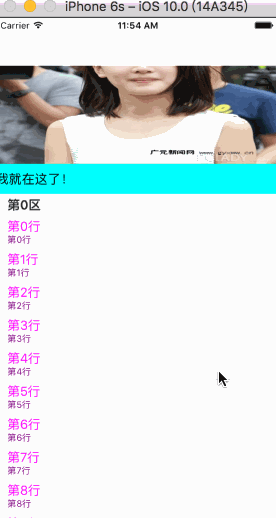 iPhone 6s – iOS 10.0 (14A345)
Carrier 11:54 AM
广元新闻网
我就在这了！
第0区
第0行
第0行
第1行
第1行
第2行
第2行
第3行
第3行
第4行
第4行
第5行
第5行
第6行
第6行
第7行
第7行
第8行
第8行